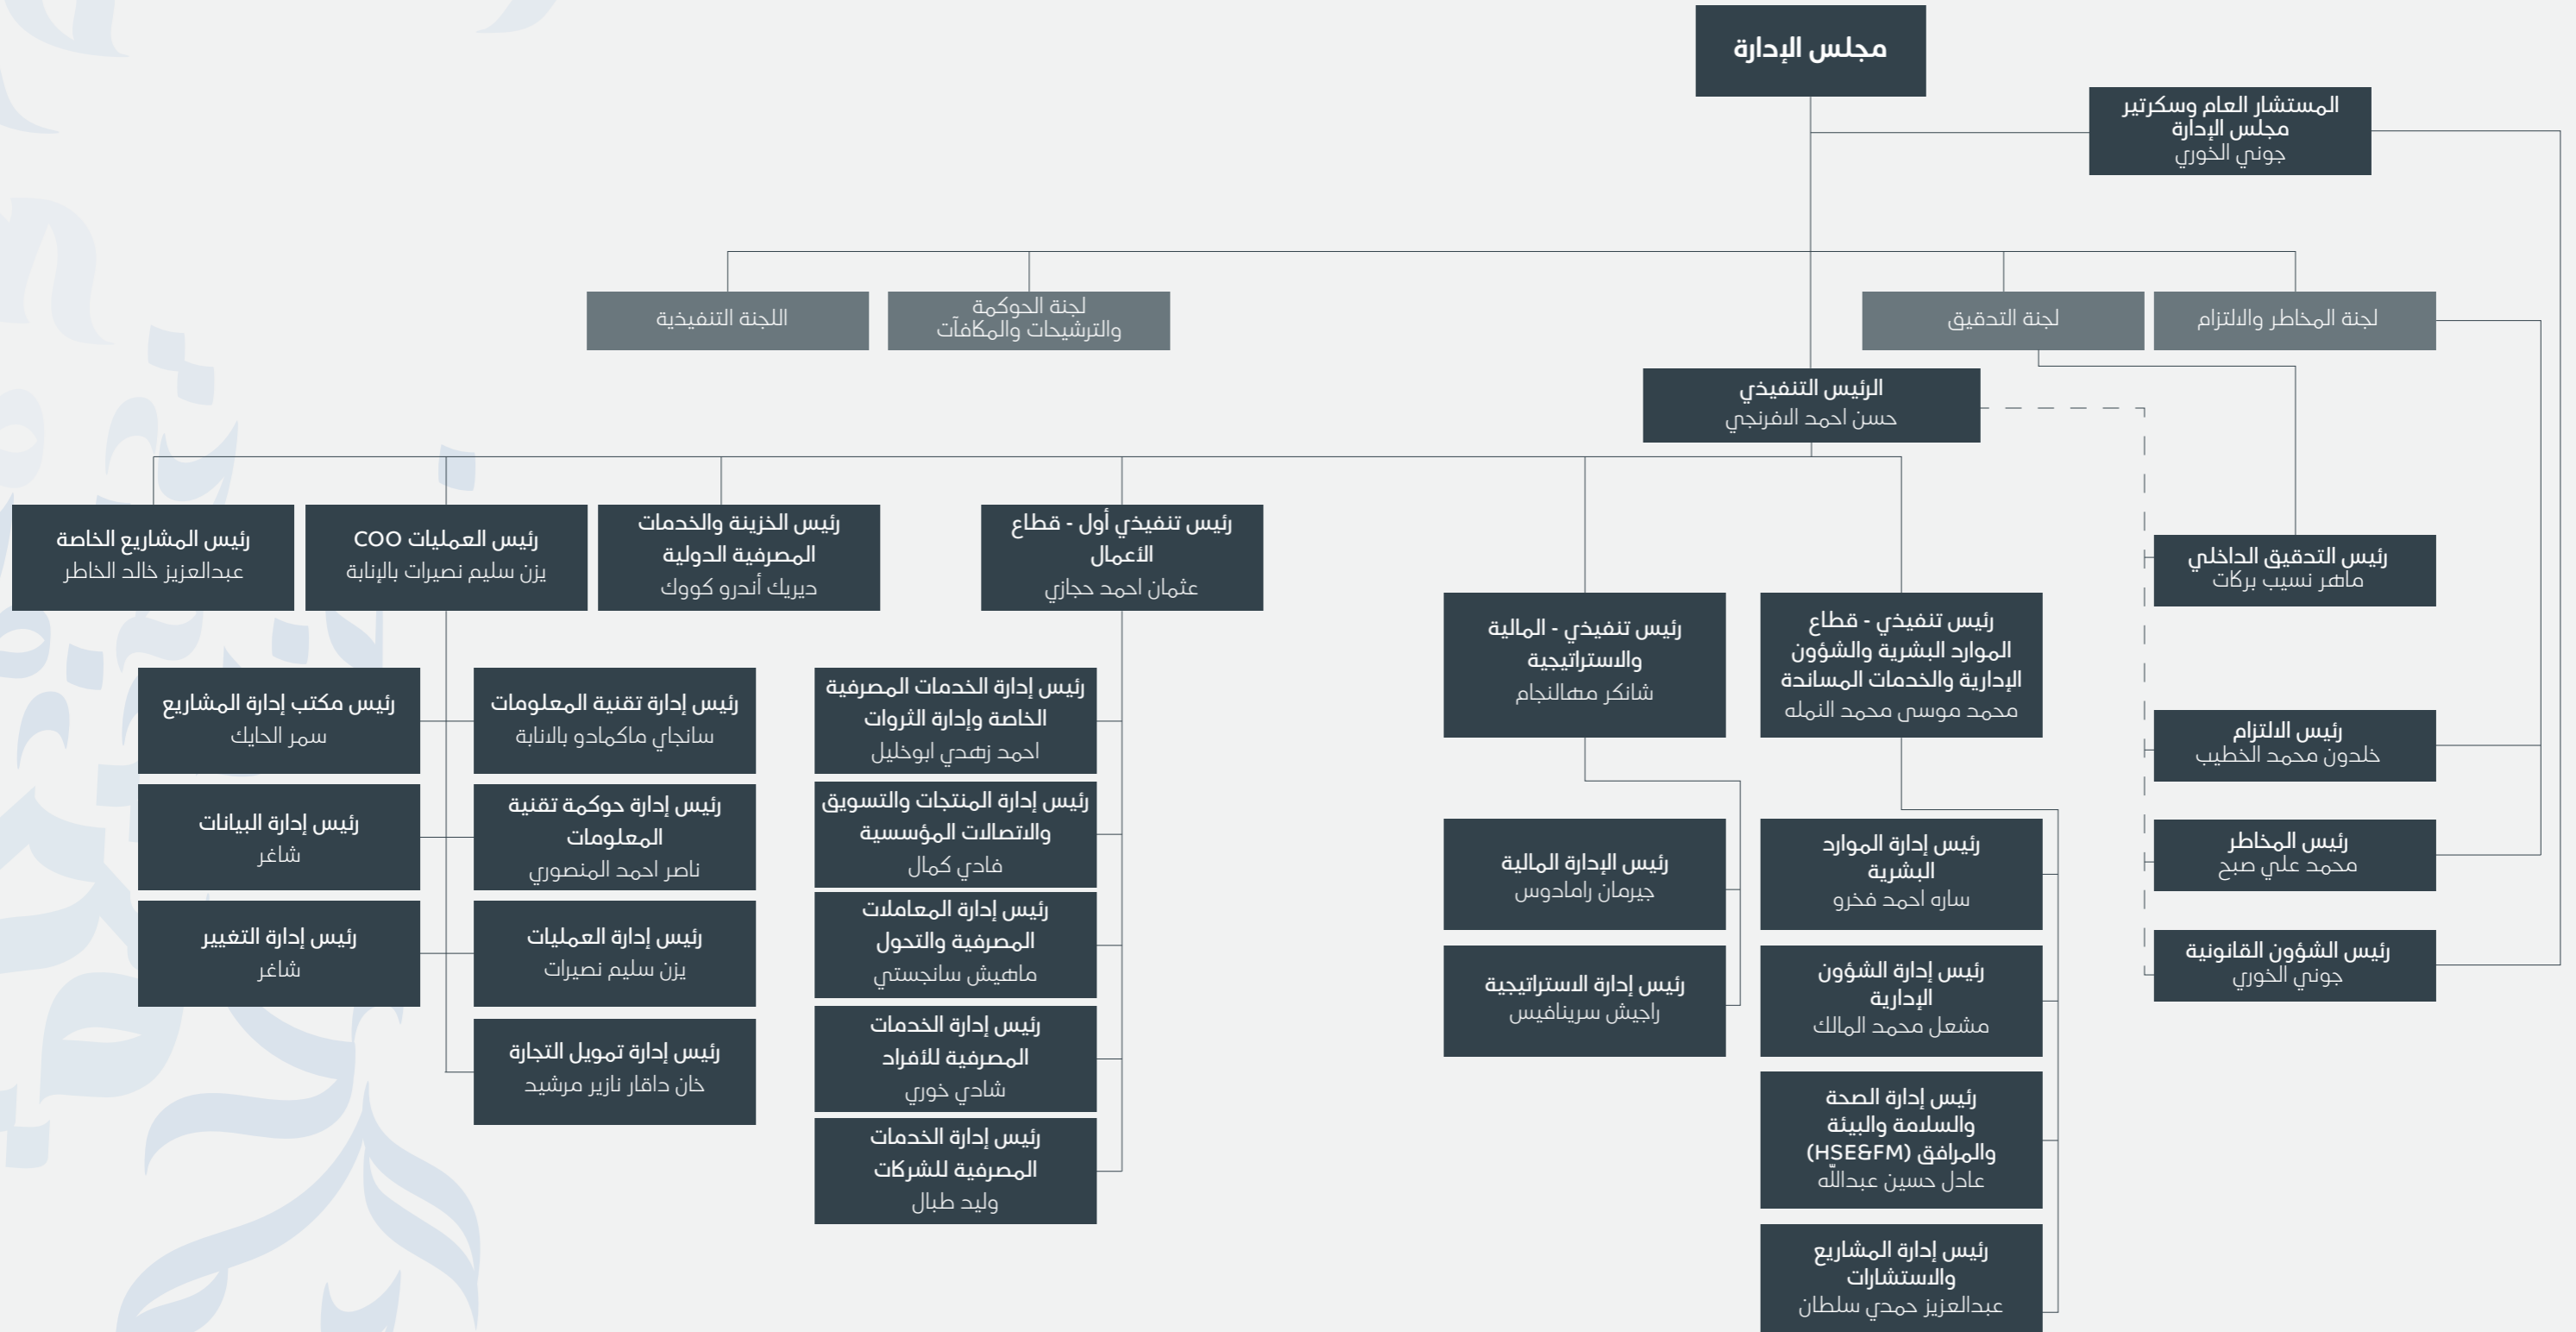 مجلس الإدارة
المستشار العام وسكرتير
مجلس الإدارة
جوني الخوري
لجنة المخاطر والالتزام
لجنة التدقيق
لجنة الحوكمة
والترشيحات والمكافآت
اللجنة التنفيذية
الرئيس التنفيذي
حسن احمد الافرنجي
رئيس التدقيق الداخلي
ماهر نسيب بركات
رئيس الالتزام
خلدون محمد الخطيب
رئيس المخاطر
محمد علي صبح
رئيس الشؤون القانونية
جوني الخوري
رئيس تنفيذي - قطاع
الموارد البشرية والشؤون
الإدارية والخدمات المساندة
محمد موسى محمد النمله
رئيس إدارة الموارد
البشرية
ساره احمد فخرو
رئيس إدارة الشؤون
الإدارية
مشعل محمد المالك
رئيس إدارة الصحة
والسلامة والبيئة
والمرافق (HSE&FM)
عادل حسين عبدالله
رئيس إدارة المشاريع
والاستشارات
عبدالعزيز حمدي سلطان
رئيس تنفيذي - المالية
والاستراتيجية
شانكر مهالنجام
رئيس الإدارة المالية
جيرمان رامادوس
رئيس إدارة الاستراتيجية
راجيش سرينافيس
رئيس تنفيذي أول - قطاع
الأعمال
عثمان احمد حجازي
رئيس إدارة الخدمات المصرفية
الخاصة وإدارة الثروات
احمد زهدي ابوخليل
رئيس إدارة المنتجات والتسويق
والاتصالات المؤسسية
فادي كمال
رئيس إدارة المعاملات
المصرفية والتحول
ماهيش سانجستي
رئيس إدارة الخدمات
المصرفية للأفراد
شادي خوري
رئيس إدارة الخدمات
المصرفية للشركات
وليد طبال
رئيس الخزينة والخدمات
المصرفية الدولية
ديريك أندرو كووك
رئيس العمليات COO
يزن سليم نصيرات بالإنابة
رئيس إدارة تقنية المعلومات
سانجاي ماكمادو بالانابة
رئيس إدارة حوكمة تقنية
المعلومات
ناصر احمد المنصوري
رئيس إدارة العمليات
يزن سليم نصيرات
رئيس إدارة تمويل التجارة
خان داقار نازير مرشيد
رئيس مكتب إدارة المشاريع
سمر الحايك
رئيس إدارة البيانات
شاغر
رئيس إدارة التغيير
شاغر
رئيس المشاريع الخاصة
عبدالعزيز خالد الخاطر